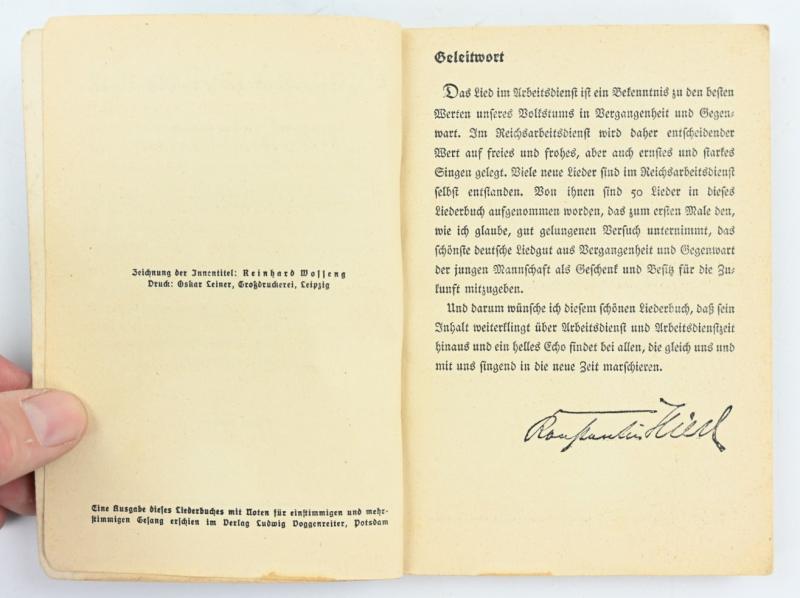 Zeichnung der Innentitel: Reinhard Wosseng
Druck: Oskar Leiner, Großdruckerei, Leipzig
Eine Ausgabe dieses Liederbuches mit Noten für einstimmigen und mehr-
stimmigen Gesang erschien im Verlag Ludwig Voggenreiter, Potsdam
Geleitwort
Das Lied im Arbeitsdienst ist ein Bekenntnis zu den besten
Werten unseres Volkstums in Vergangenheit und Gegen-
wart. Im Reichsarbeitsdienst wird daher entscheidender
Wert auf freies und frohes, aber auch ernstes und starkes
Singen gelegt. Viele neue Lieder sind im Reichsarbeitsdienst
selbst entstanden. Von ihnen sind 50 Lieder in dieses
Liederbuch aufgenommen worden, das zum ersten Male den,
wie ich glaube, gut gelungenen Versuch unternimmt, das
schönste deutsche Liedgut aus Vergangenheit und Gegenwart
der jungen Mannschaft als Geschenk und Besitz für die Zu-
kunft mitzugeben.
Und darum wünsche ich diesem schönen Liederbuch, daß sein
Inhalt weiterklingt über Arbeitsdienst und Arbeitsdienstzeit
hinaus und ein helles Echo findet bei allen, die gleich uns und
mit uns singend in die neue Zeit marschieren.
Konstantin Hierl